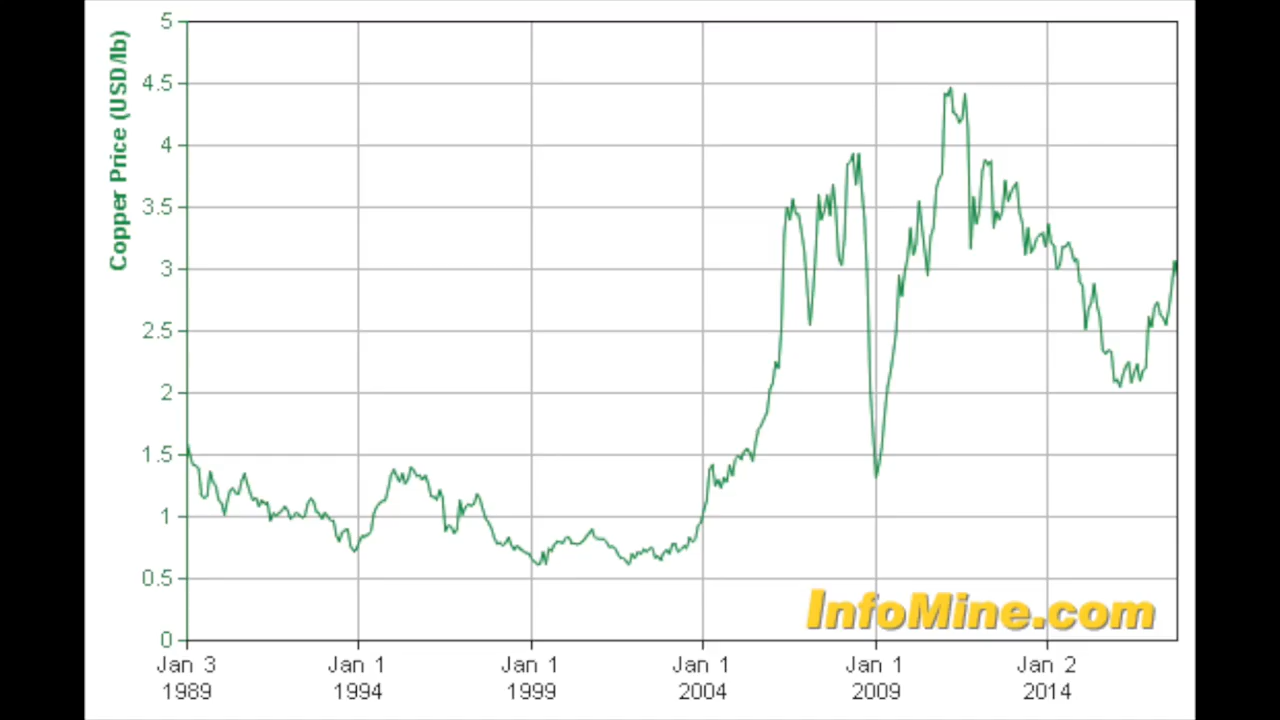 Copper Price (USD/lb)
5
4.5
4
3.5
3
2.5
2
1.5
1
0.5
0
InfoMine.com
Jan 3 Jan 1 Jan 1 Jan 1 Jan 1 Jan 2
1989 1994 1999 2004 2009 2014